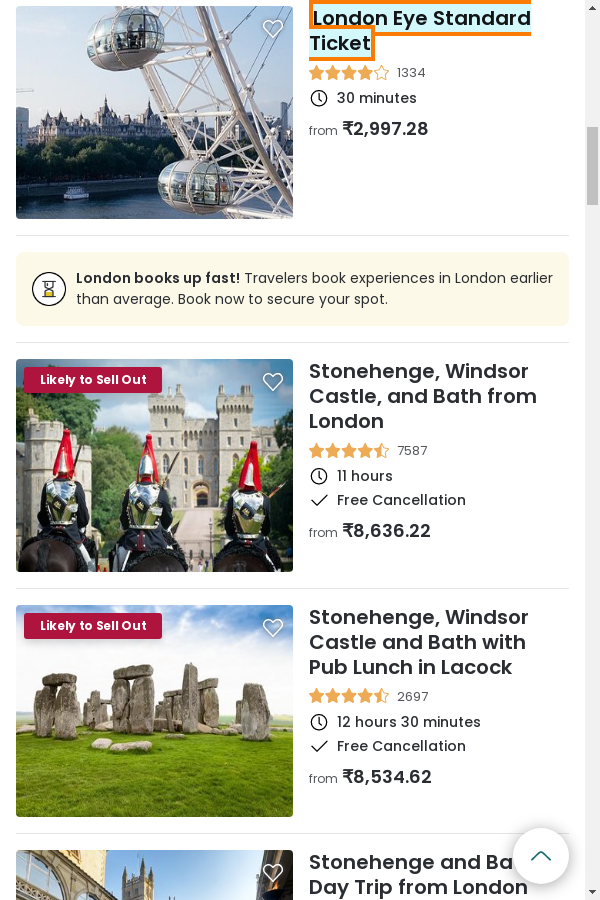 London Eye Standard
Ticket
1334
30 minutes
from ₹2,997.28
London books up fast! Travelers book experiences in London earlier
than average. Book now to secure your spot.
Likely to Sell Out
Stonehenge, Windsor
Castle, and Bath from
London
7587
11 hours
Free Cancellation
from ₹8,636.22
Likely to Sell Out
Stonehenge, Windsor
Castle and Bath with
Pub Lunch in Lacock
2697
12 hours 30 minutes
Free Cancellation
from ₹8,534.62
Stonehenge and
Day Trip from London